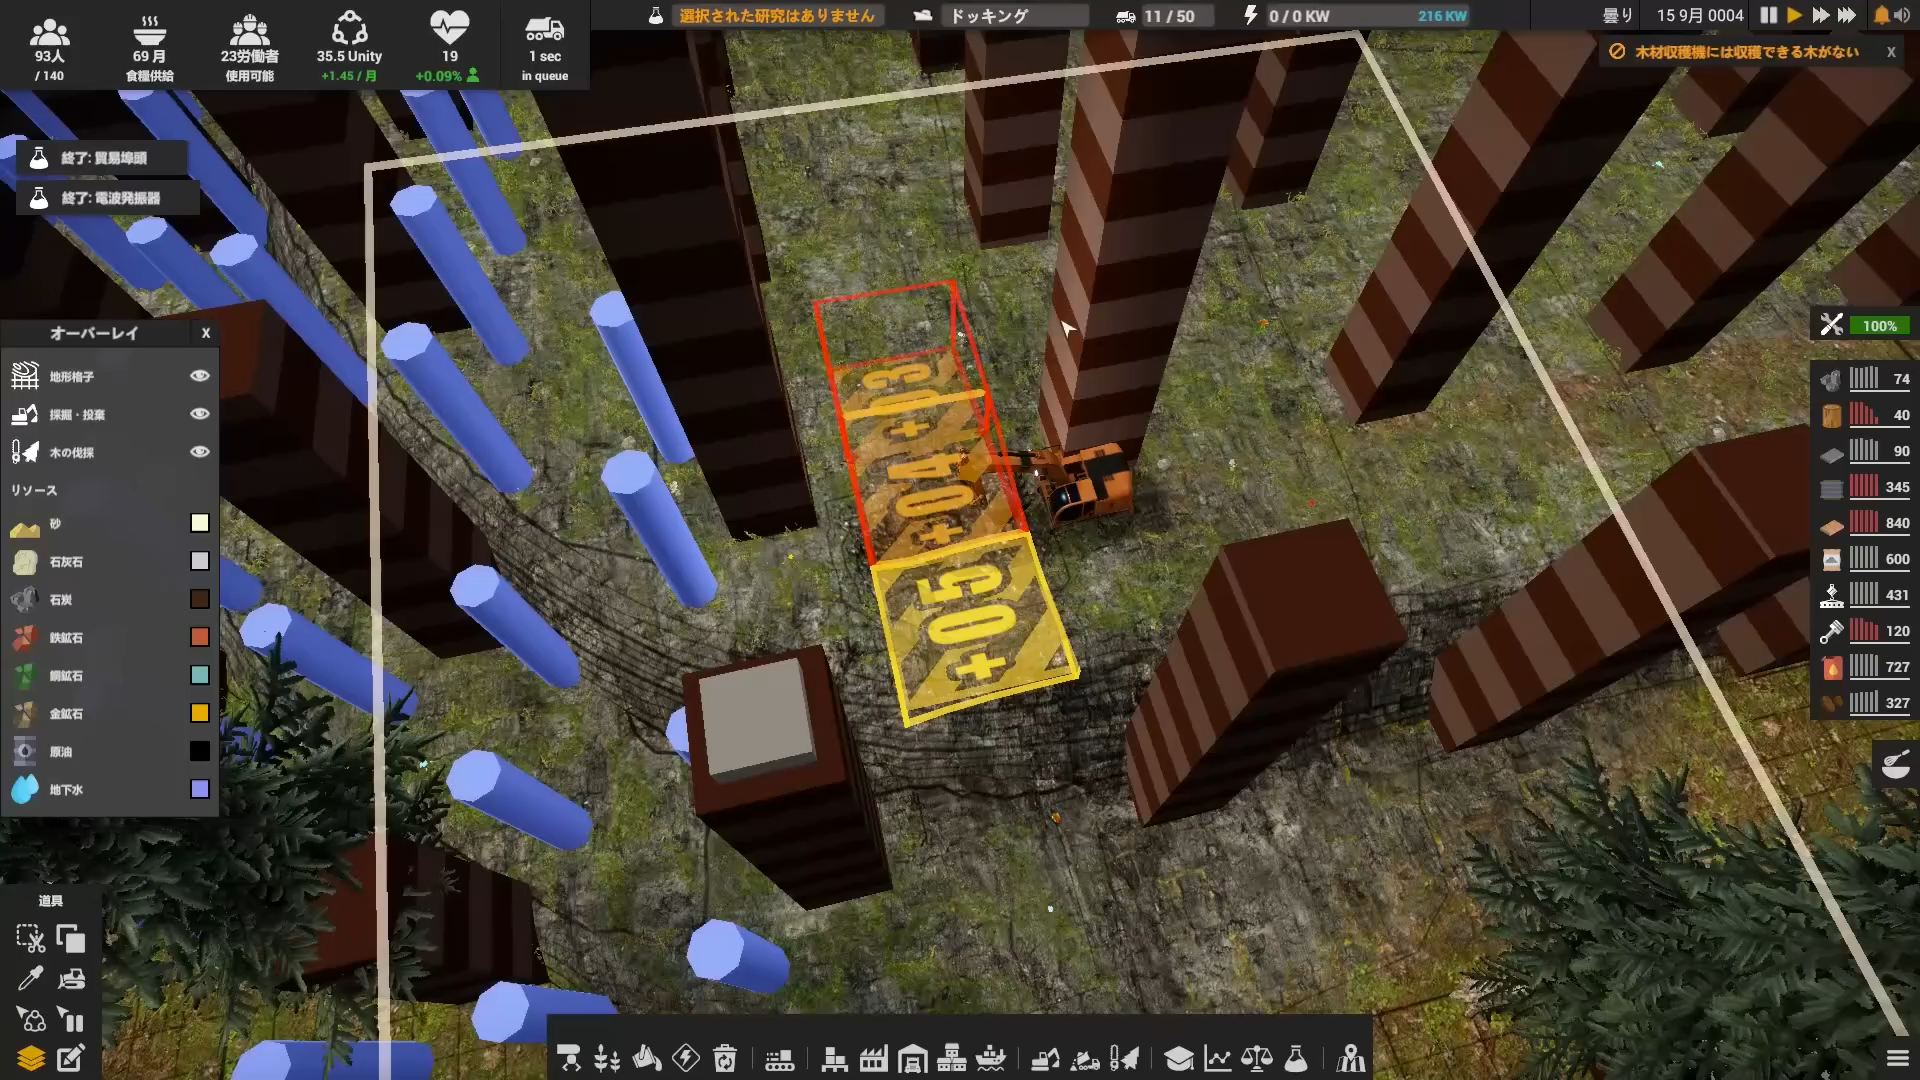 93人
/ 140
69 月
食糧供給
23労働者
使用可能
35.5 Unity
+1.45 / 月
19
+0.09%
1 sec
in queue
選択された研究はありません
ドッキング
11 / 50
0 / 0 KW
216 KW
曇り
15 9月 0004
木材収穫機には収穫できる木がない
X
終了: 貿易埠頭
終了: 電波発振器
オーバーレイ
X
地形格子
採掘・投棄
木の伐採
リソース
砂
石灰石
石炭
鉄鉱石
銅鉱石
金鉱石
原油
地下水
+03
+04
+05
100%
74
40
90
345
840
600
431
120
727
327
道具